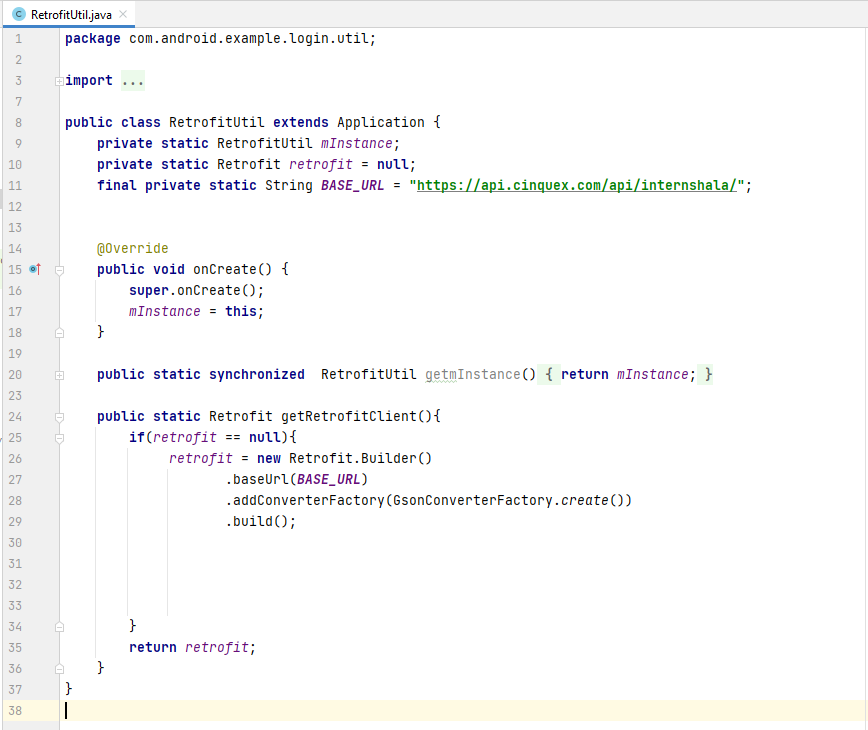 RetrofitUtil.java
1 package com.android.example.login.util;
2
3 import ...
7
8 public class RetrofitUtil extends Application {
9     private static RetrofitUtil mInstance;
10     private static Retrofit retrofit = null;
11     final private static String BASE_URL = "https://api.cinquex.com/api/internshala/";
12
13
14     @Override
15     public void onCreate() {
16         super.onCreate();
17         mInstance = this;
18     }
19
20     public static synchronized  RetrofitUtil getmInstance() { return mInstance; }
23
24     public static Retrofit getRetrofitClient(){
25         if(retrofit == null){
26              retrofit = new Retrofit.Builder()
27                     .baseUrl(BASE_URL)
28                     .addConverterFactory(GsonConverterFactory.create())
29                     .build();
30
31
32
33
34         }
35         return retrofit;
36     }
37 }
38